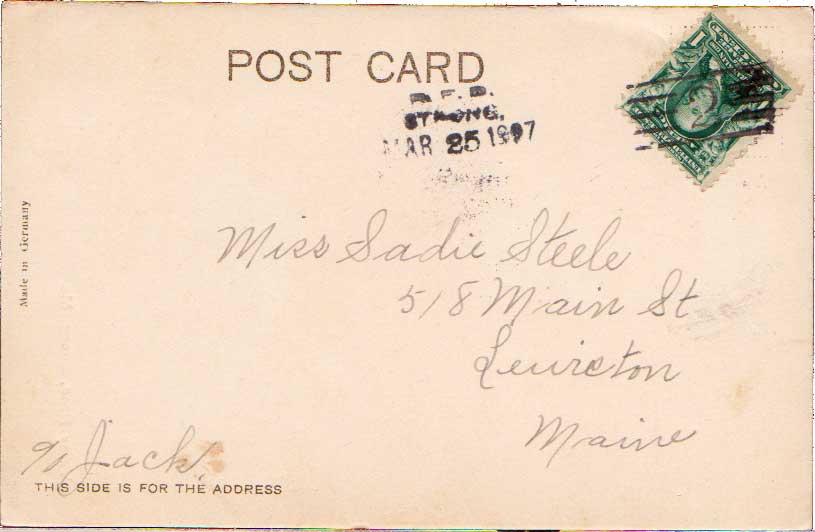 POST CARD
R.F.D.
STRONG,
MAR 25 1907
Made in Germany
Miss Sadie Steele
518 Main St
Lewiston
Maine
% Jack
THIS SIDE IS FOR THE ADDRESS